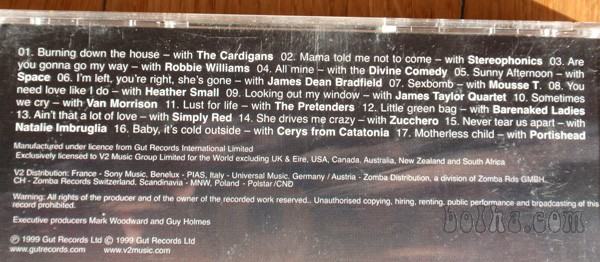 01. Burning down the house – with The Cardigans 02. Mama told me not to come – with Stereophonics 03. Are
you gonna go my way – with Robbie Williams 04. All mine – with the Divine Comedy 05. Sunny Afternoon – with
Space 06. I'm left, you're right, she's gone – with James Dean Bradfield 07. Sexbomb – with Mousse T. 08. You
need love like I do – with Heather Small 09. Looking out my window – with James Taylor Quartet 10. Sometimes
we cry – with Van Morrison 11. Lust for life – with The Pretenders 12. Little green bag – with Barenaked Ladies
13. Ain't that a lot of love – with Simply Red 14. She drives me crazy – with Zucchero 15. Never tear us apart – with
Natalie Imbruglia 16. Baby, it's cold outside – with Cerys from Catatonia 17. Motherless child – with Portishead
Manufactured under licence from Gut Records International Limited
Exclusively licensed to V2 Music Group Limited for the World excluding UK & Eire, USA, Canada, Australia, New Zealand and South Africa
V2 Distribution: France - Sony Music, Benelux - PIAS, Italy - Universal Music, Germany / Austria - Zomba Distribution, a division of Zomba Rds GMBH,
CH - Zomba Records Switzerland, Scandinavia - MNW, Poland - Polstar /CND
Warning: All rights of the producer and of the owner of the recorded work reserved.. Unauthorised copying, hiring, renting, public performance and broadcasting of this
record prohibited.
Executive producers Mark Woodward and Guy Holmes
℗ 1999 Gut Records Ltd © 1999 Gut Records Ltd
www.gutrecords.com www.v2music.com
bolha.com